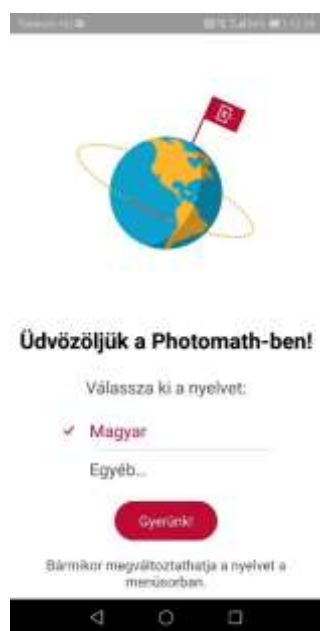 Üdvözöljük a Photomath-ben!
Válassza ki a nyelvet:
Magyar
Egyéb...
Gyerünk!
Bármikor megváltoztathatja a nyelvet a
menüsorban.